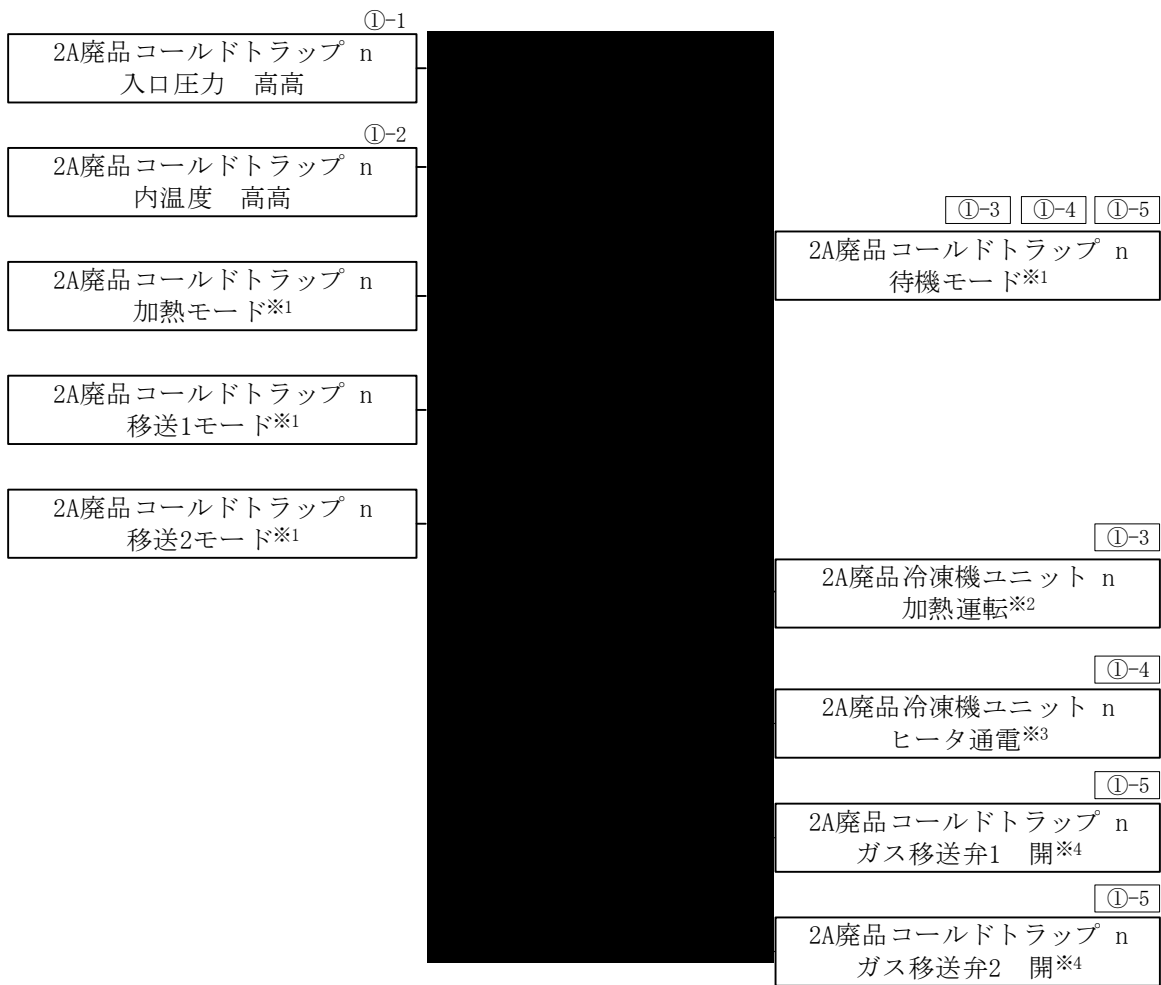 ①-1
2A廃品コールドトラップ n
入口圧力　高高
①-2
2A廃品コールドトラップ n
内温度　高高
2A廃品コールドトラップ n
加熱モード※1
2A廃品コールドトラップ n
移送1モード※1
2A廃品コールドトラップ n
移送2モード※1
①-3 ①-4 ①-5
2A廃品コールドトラップ n
待機モード※1
①-3
2A廃品冷凍機ユニット n
加熱運転※2
①-4
2A廃品冷凍機ユニット n
ヒータ通電※3
①-5
2A廃品コールドトラップ n
ガス移送弁1　開※4
①-5
2A廃品コールドトラップ n
ガス移送弁2　開※4